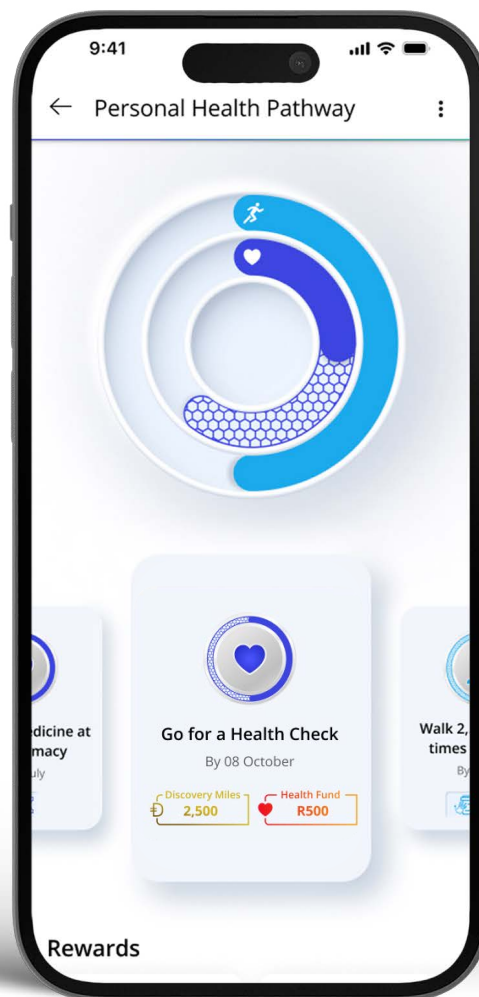 9:41
Personal Health Pathway
edicine at
macy
uly
Go for a Health Check
By 08 October
Discovery Miles
2,500
Health Fund
R500
Walk 2,
times
By
Rewards